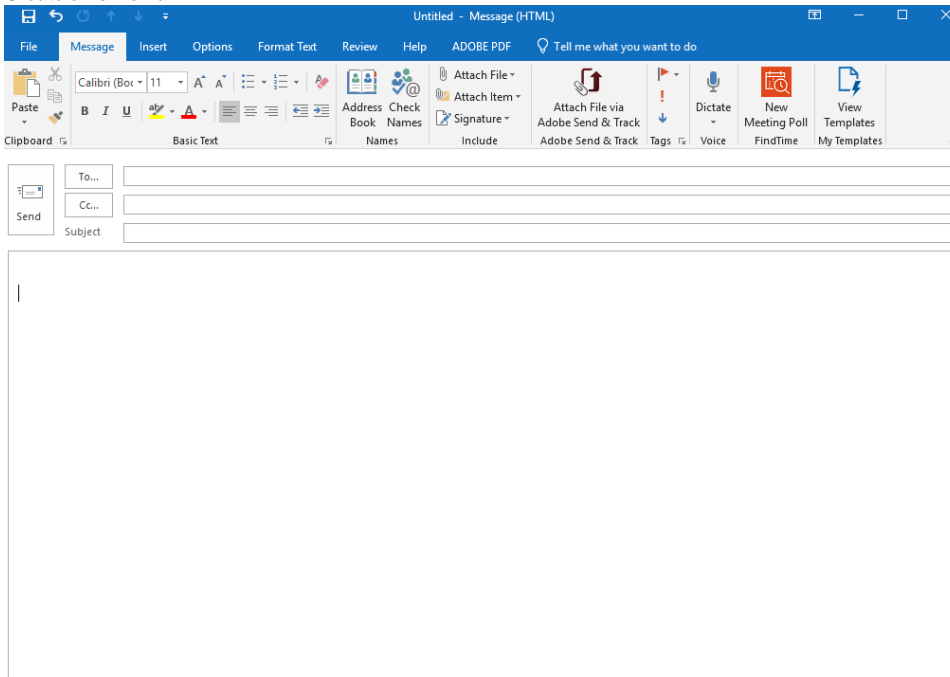 Untitled - Message (HTML)
File Message Insert Options Format Text Review Help ADOBE PDF Tell me what you want to do
Calibri (Boc 11
Attach File
Attach Item
Signature
Paste
B I U
Address Book
Check Names
Attach File via Adobe Send & Track
Dictate
New Meeting Poll
View Templates
Clipboard Basic Text Names Include Adobe Send & Track Tags Voice FindTime My Templates
To...
Cc...
Send
Subject